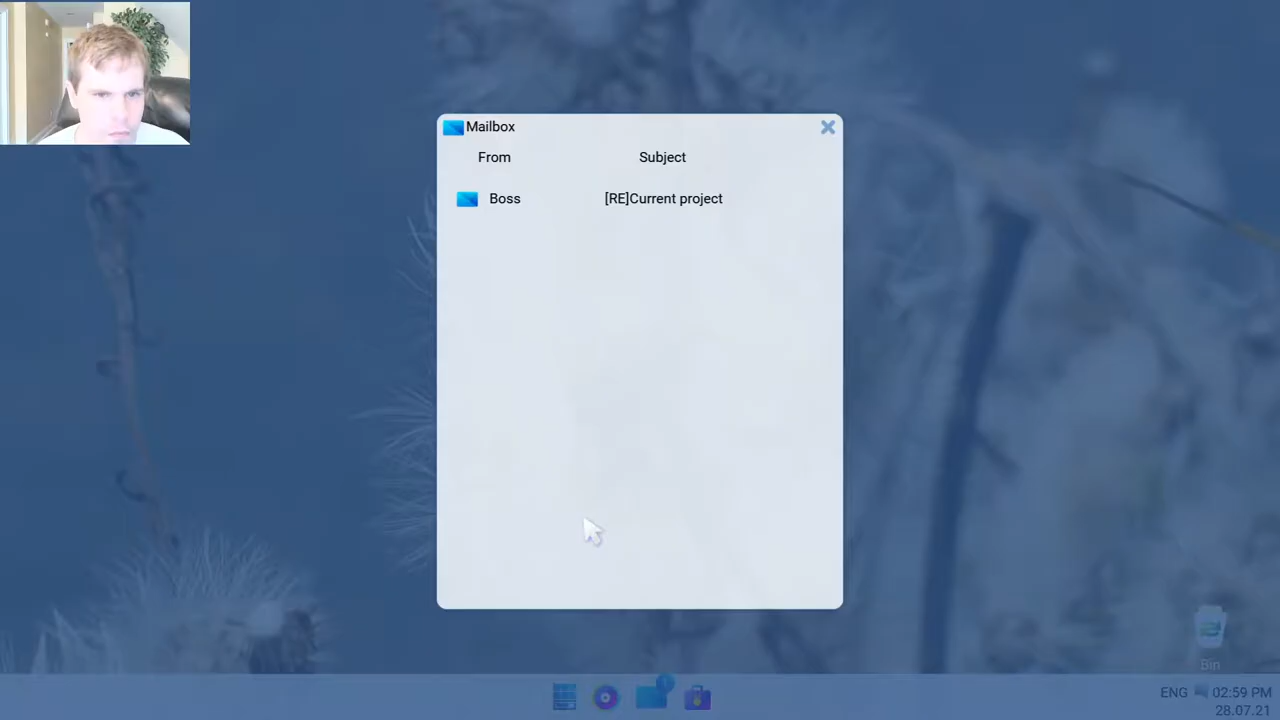 Mailbox
From Subject
Boss [RE]Current project
Bin
ENG 02:59 PM
28.07.21